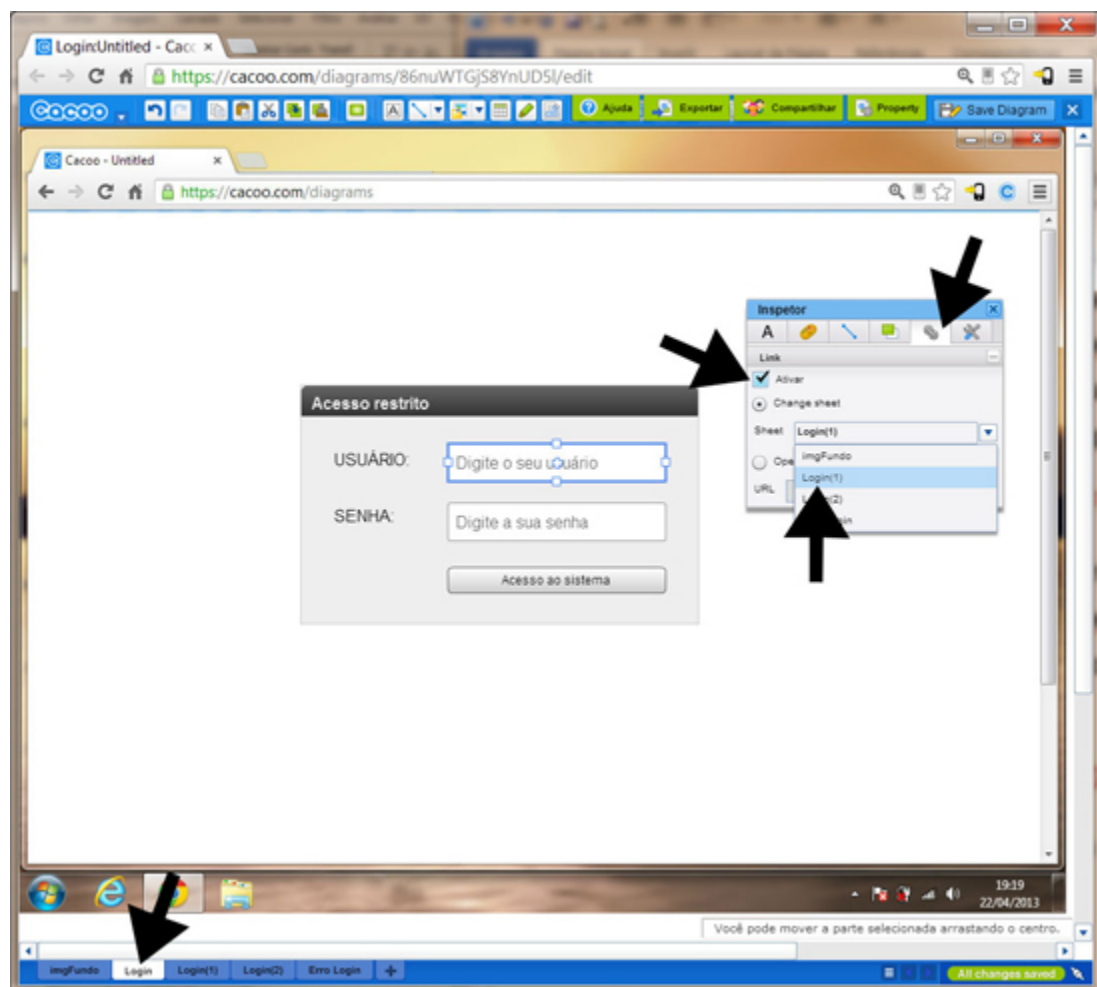 Login:Untitled - Cacc
https://cacoo.com/diagrams/86nuWTGjS8YnUD5l/edit
Cacoo
Ajuda
Exportar
Compartilhar
Property
Save Diagram
Cacoo - Untitled
https://cacoo.com/diagrams
Inspetor
A
Link
Ativar
Change sheet
Sheet Login(1)
imgFundo
Ope
Login(1)
URL
Acesso restrito
USUÁRIO: Digite o seu usuário
SENHA: Digite a sua senha
Acesso ao sistema
19:19
22/04/2013
Você pode mover a parte selecionada arrastando o centro.
imgFundo Login Login(1) Login(2) Erro Login +
All changes saved